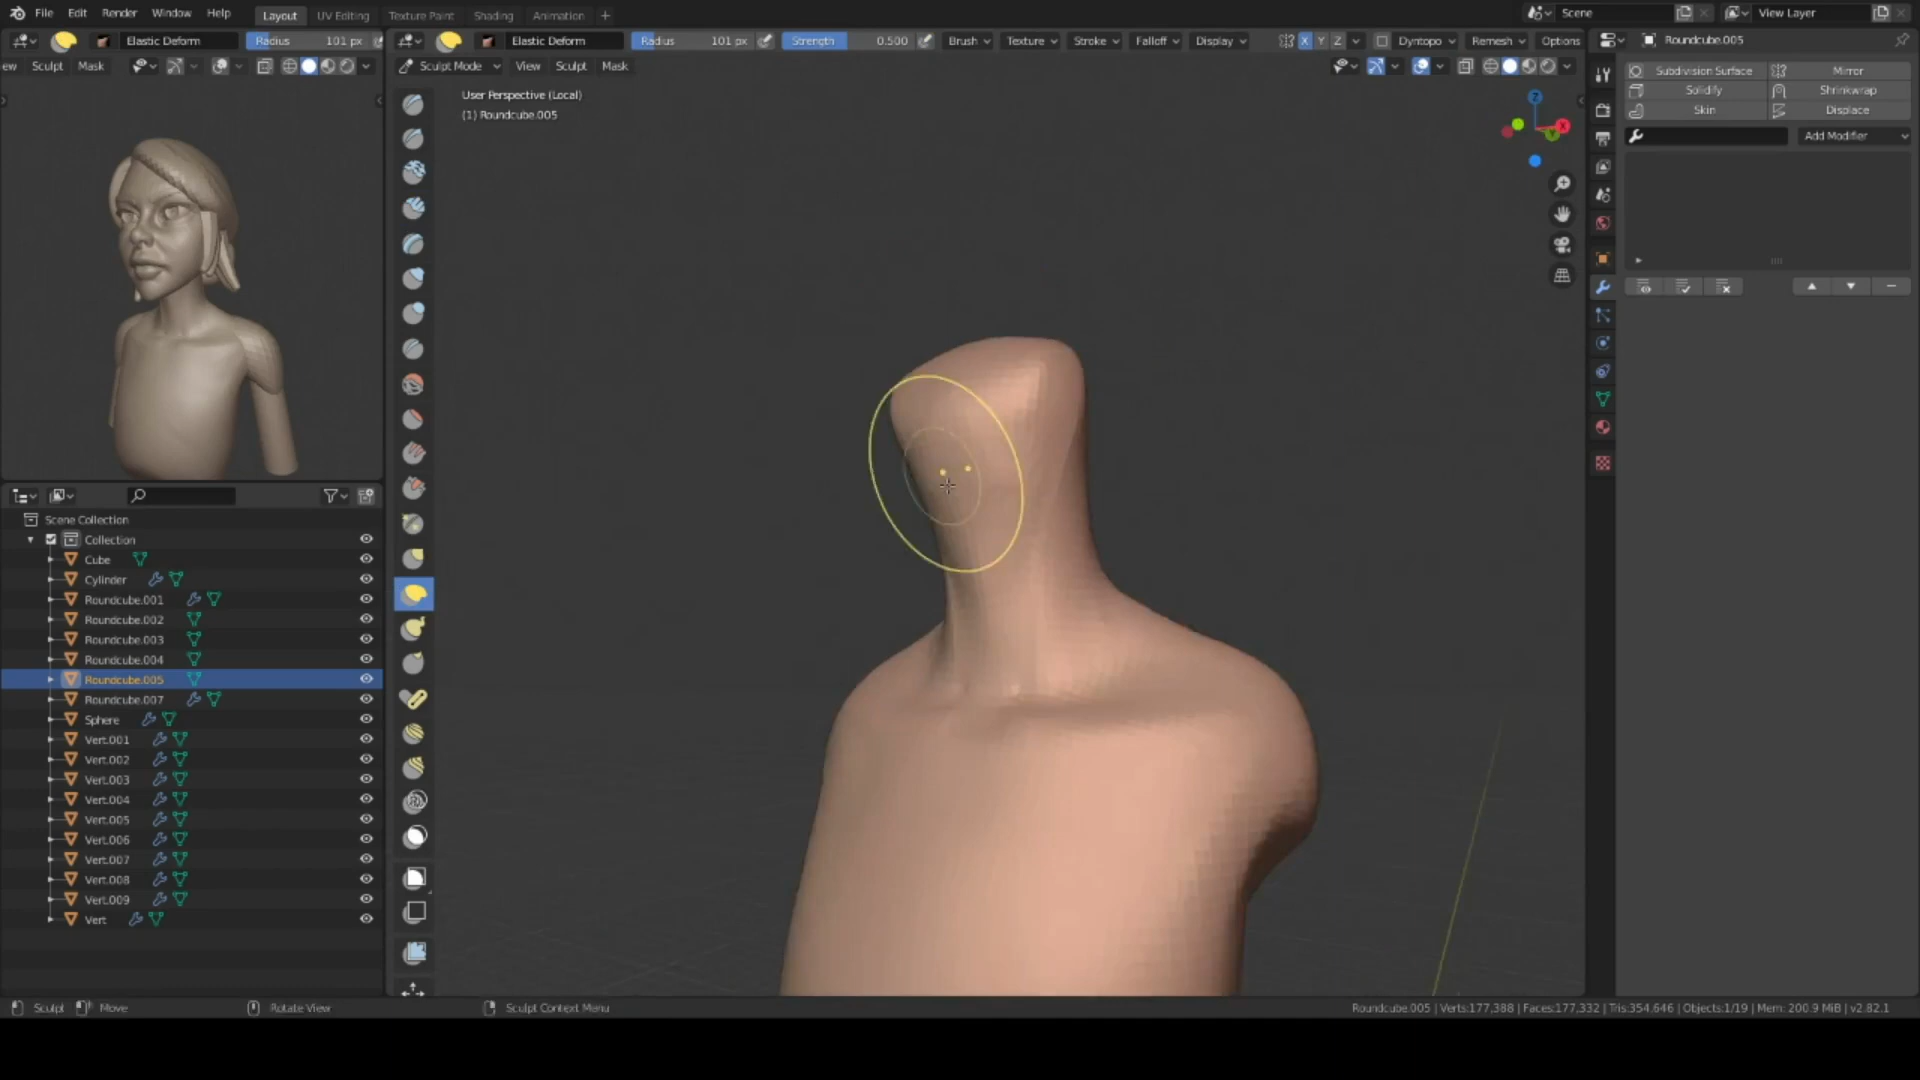 File Edit Render Window Help Layout UV Editing Texture Paint Shading Animation + Scene View Layer
Elastic Deform Radius 101 px Elastic Deform Radius 101 px Strength 0.500 Brush Texture Stroke Falloff Display X Y Z Dyntopo Remesh Options Roundcube.005
ew Sculpt Mask Sculpt Mode View Sculpt Mask
Subdivision Surface Mirror
Solidify Shrinkwrap
Skin Displace
Add Modifier
User Perspective (Local)
(1) Roundcube.005
Z
X
Y
Scene Collection
Collection
Cube
Cylinder
Roundcube.001
Roundcube.002
Roundcube.003
Roundcube.004
Roundcube.005
Roundcube.007
Sphere
Vert.001
Vert.002
Vert.003
Vert.004
Vert.005
Vert.006
Vert.007
Vert.008
Vert.009
Vert
Sculpt Move Rotate View Sculpt Context Menu Roundcube.005 | Verts:177,388 | Faces:177,332 | Tris:354,646 | Objects:1/19 | Mem: 200.9 MiB | v2.82.1